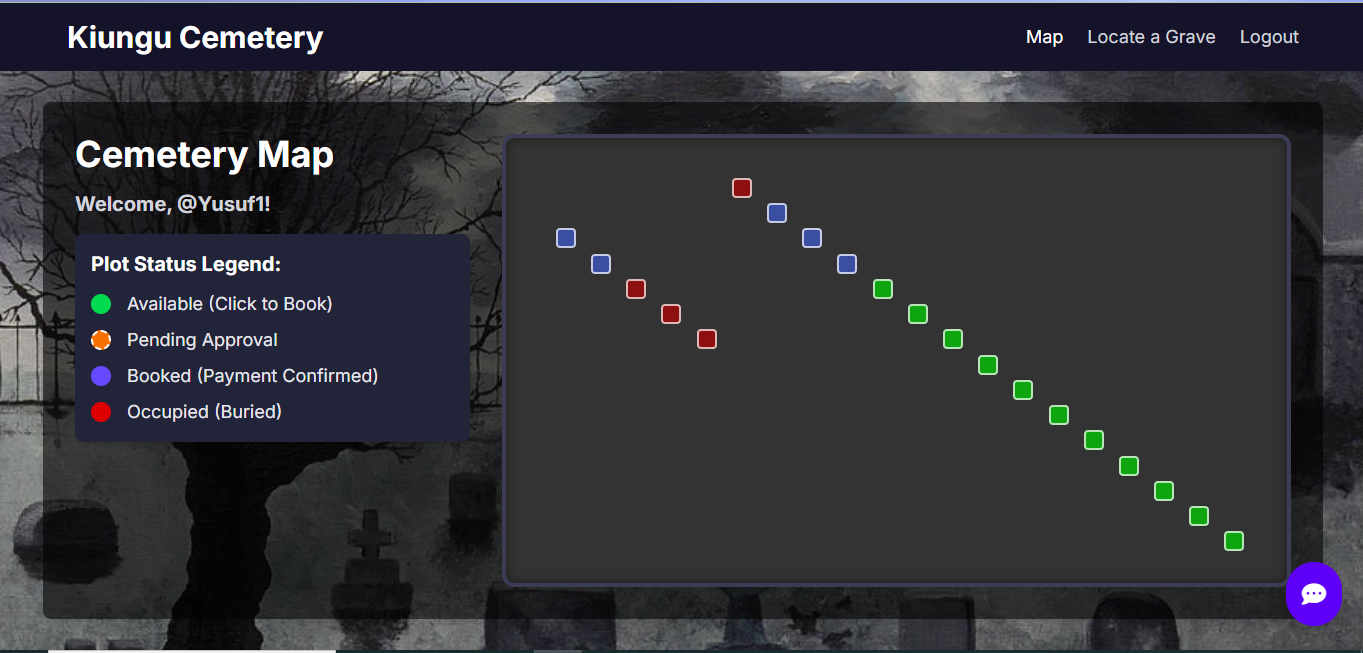 Kiungu Cemetery
Map
Locate a Grave
Logout
Cemetery Map
Welcome, @Yusuf1!
Plot Status Legend:
Available (Click to Book)
Pending Approval
Booked (Payment Confirmed)
Occupied (Buried)